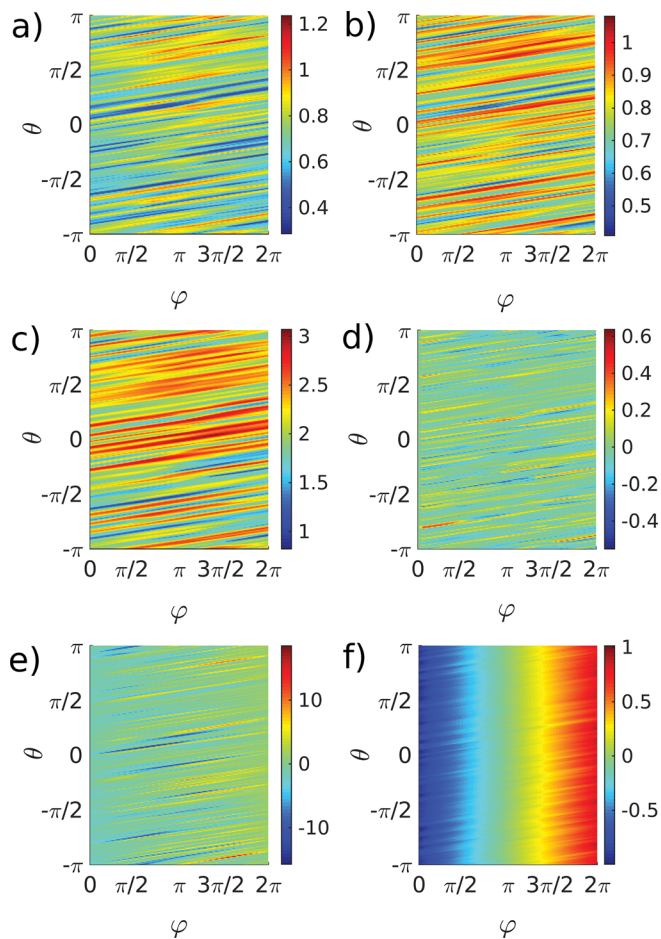 a)
π
π/2
θ 0
-π/2
-π
0 π/2 π 3π/2 2π
φ
1.2
1
0.8
0.6
0.4
b)
π
π/2
θ 0
-π/2
-π
0 π/2 π 3π/2 2π
φ
1
0.9
0.8
0.7
0.6
0.5
c)
π
π/2
θ 0
-π/2
-π
0 π/2 π 3π/2 2π
φ
3
2.5
2
1.5
1
d)
π
π/2
θ 0
-π/2
-π
0 π/2 π 3π/2 2π
φ
0.6
0.4
0.2
0
-0.2
-0.4
e)
π
π/2
θ 0
-π/2
-π
0 π/2 π 3π/2 2π
φ
10
0
-10
f)
π
π/2
θ 0
-π/2
-π
0 π/2 π 3π/2 2π
φ
1
0.5
0
-0.5